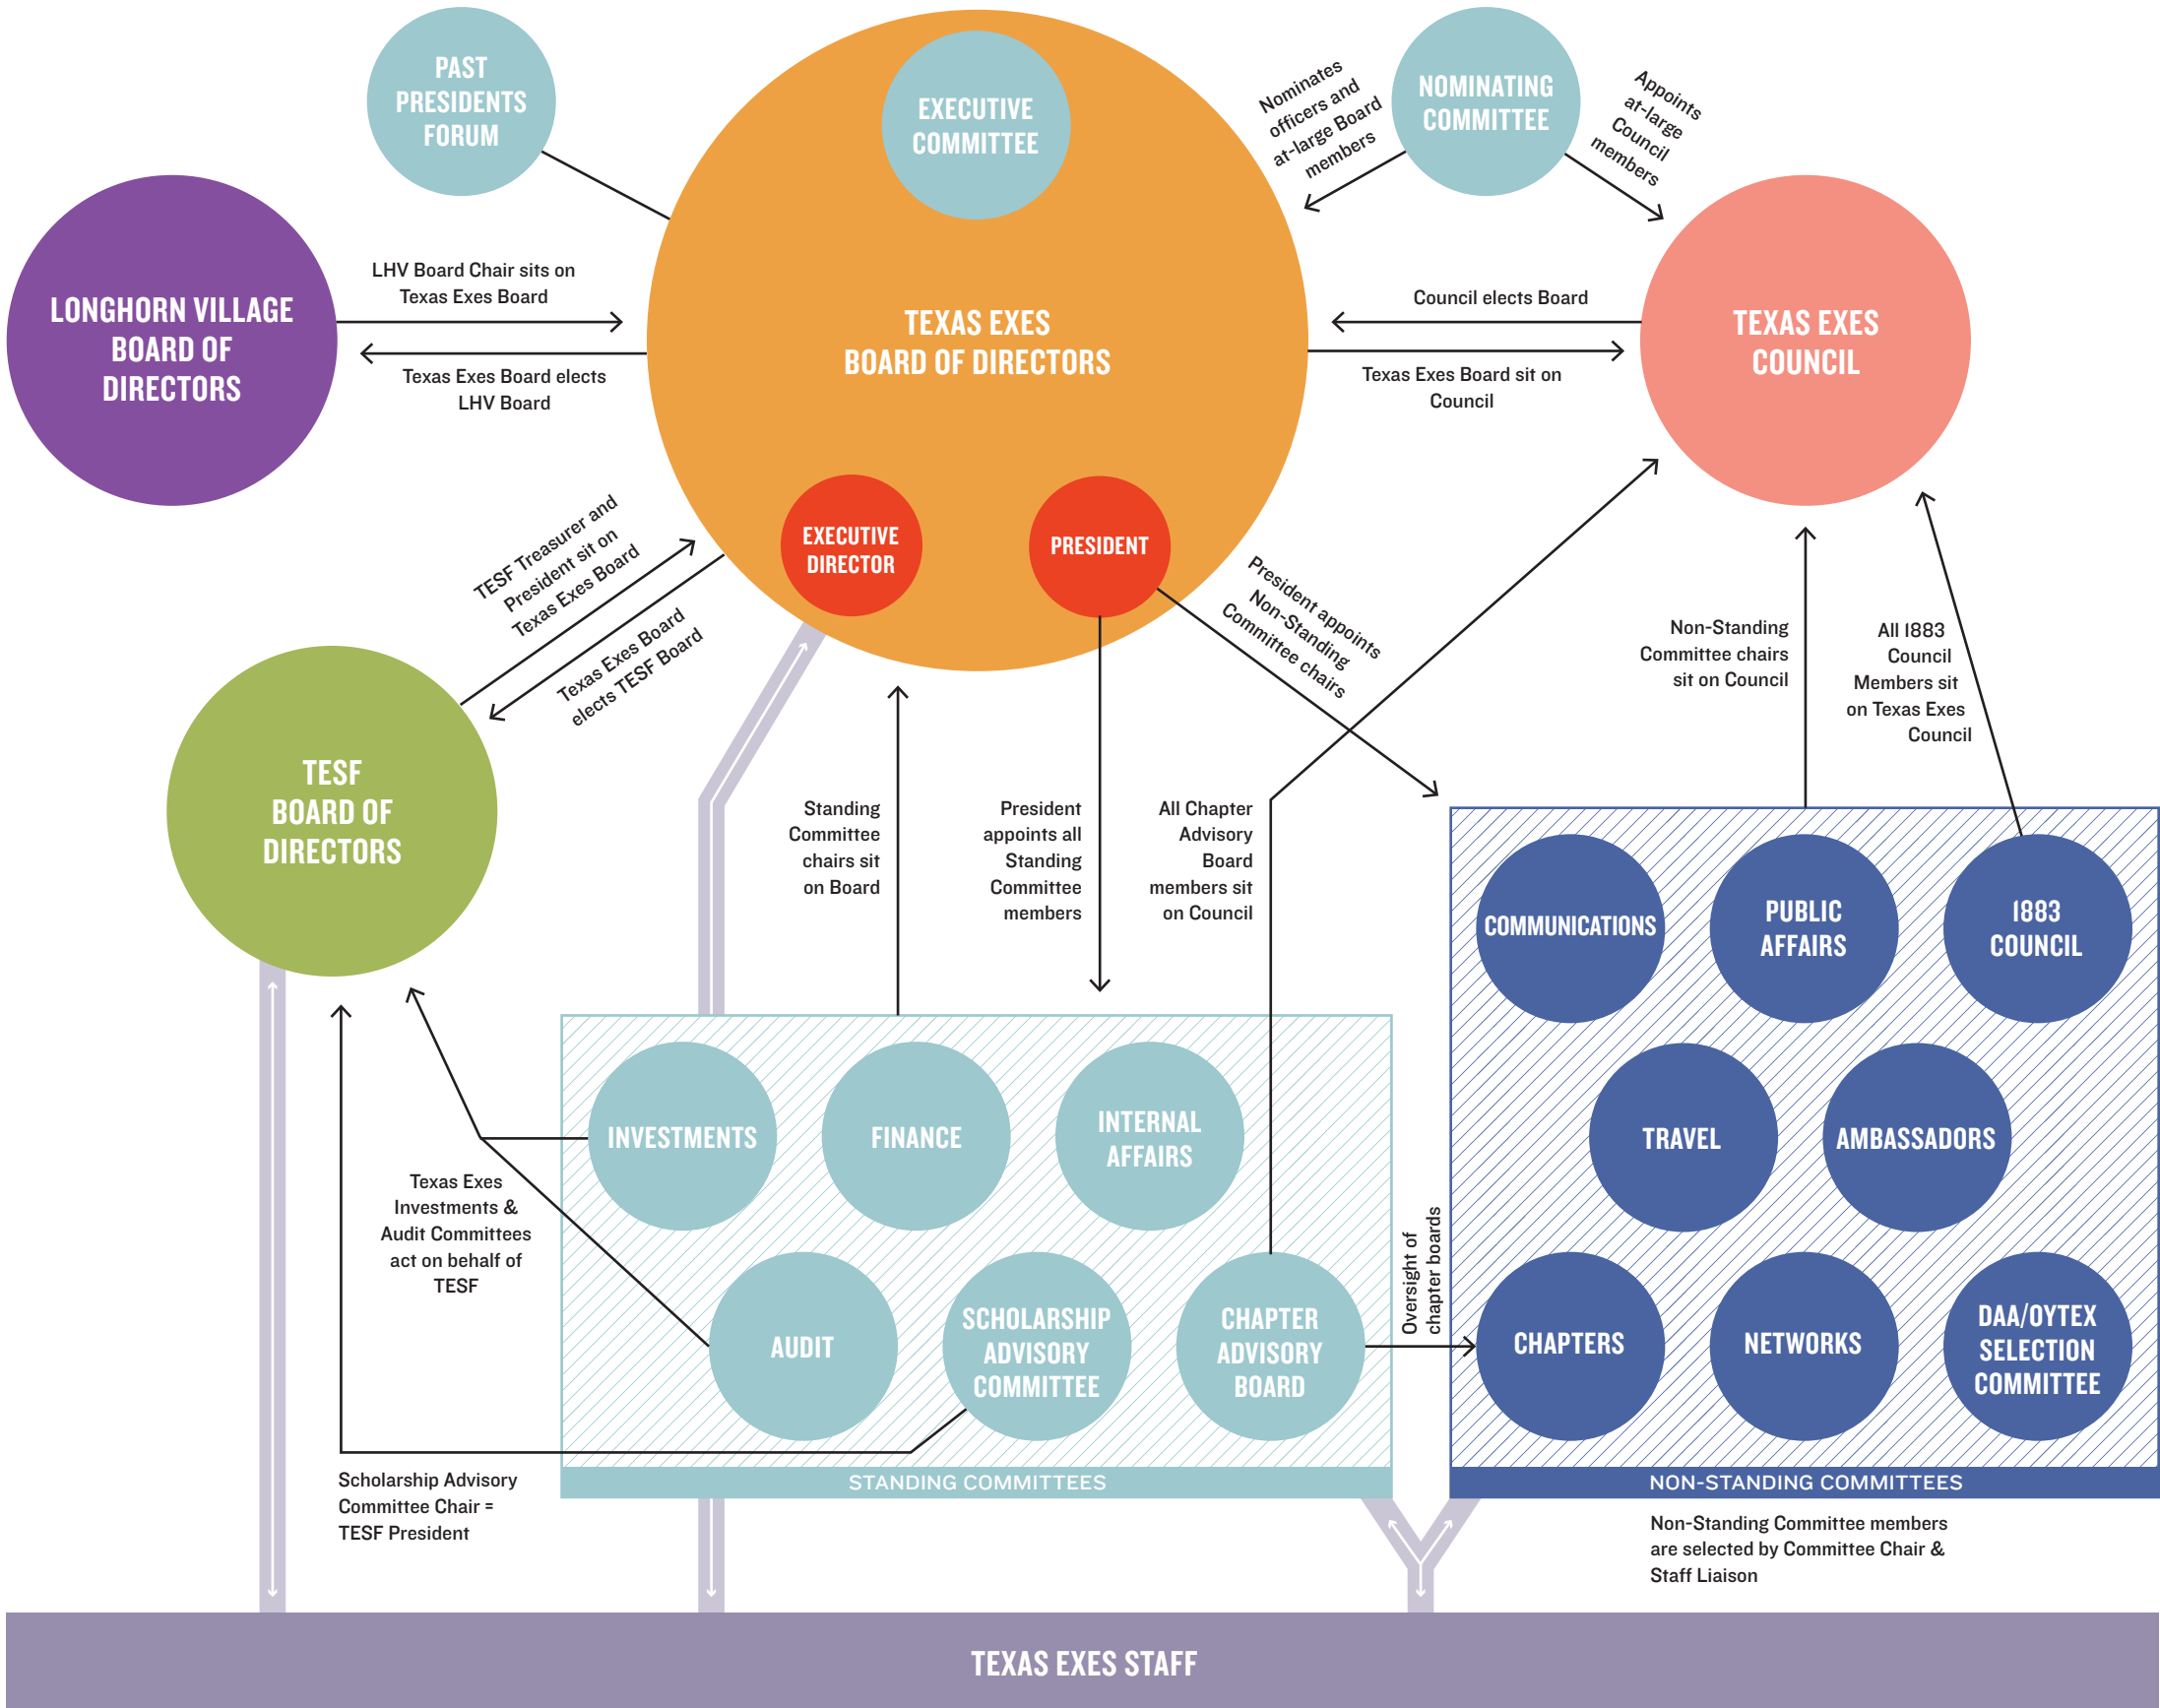 PAST
PRESIDENTS
FORUM
EXECUTIVE
COMMITTEE
Nominates
officers and
at-large Board
members
NOMINATING
COMMITTEE
Appoints
at-large
Council
members
LONGHORN VILLAGE
BOARD OF
DIRECTORS
LHV Board Chair sits on
Texas Exes Board
Texas Exes Board elects
LHV Board
TEXAS EXES
BOARD OF DIRECTORS
Council elects Board
Texas Exes Board sit on
Council
TEXAS EXES
COUNCIL
EXECUTIVE
DIRECTOR
PRESIDENT
TESF Treasurer and
President sit on
Texas Exes Board
Texas Exes Board
elects TESF Board
President appoints
Non-Standing
Committee chairs
Non-Standing
Committee chairs
sit on Council
All 1883
Council
Members sit
on Texas Exes
Council
TESF
BOARD OF
DIRECTORS
Standing
Committee
chairs sit
on Board
President
appoints all
Standing
Committee
members
All Chapter
Advisory
Board
members sit
on Council
COMMUNICATIONS
PUBLIC
AFFAIRS
1883
COUNCIL
INVESTMENTS
FINANCE
INTERNAL
AFFAIRS
TRAVEL
AMBASSADORS
Texas Exes
Investments &
Audit Committees
act on behalf of
TESF
Oversight of
chapter boards
AUDIT
SCHOLARSHIP
ADVISORY
COMMITTEE
CHAPTER
ADVISORY
BOARD
CHAPTERS
NETWORKS
DAA/OYTEX
SELECTION
COMMITTEE
STANDING COMMITTEES
NON-STANDING COMMITTEES
Scholarship Advisory
Committee Chair =
TESF President
Non-Standing Committee members
are selected by Committee Chair &
Staff Liaison
TEXAS EXES STAFF